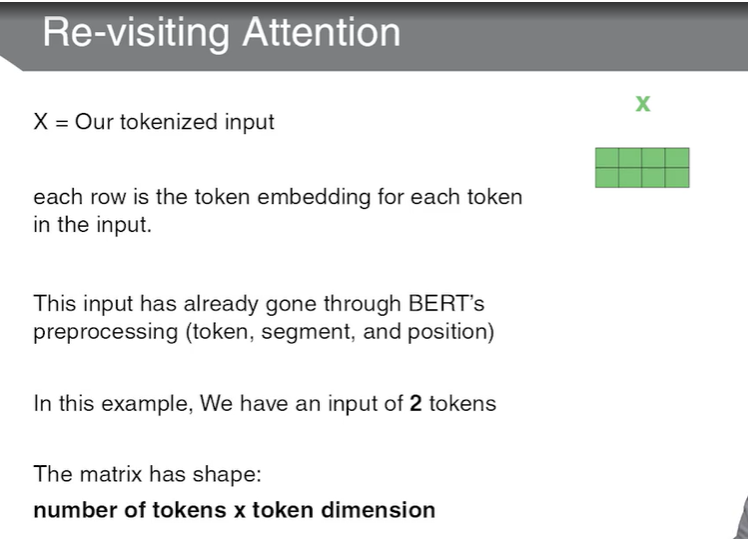 Re-visiting Attention
X = Our tokenized input
X
each row is the token embedding for each token
in the input.
This input has already gone through BERT's
preprocessing (token, segment, and position)
In this example, We have an input of 2 tokens
The matrix has shape:
number of tokens x token dimension